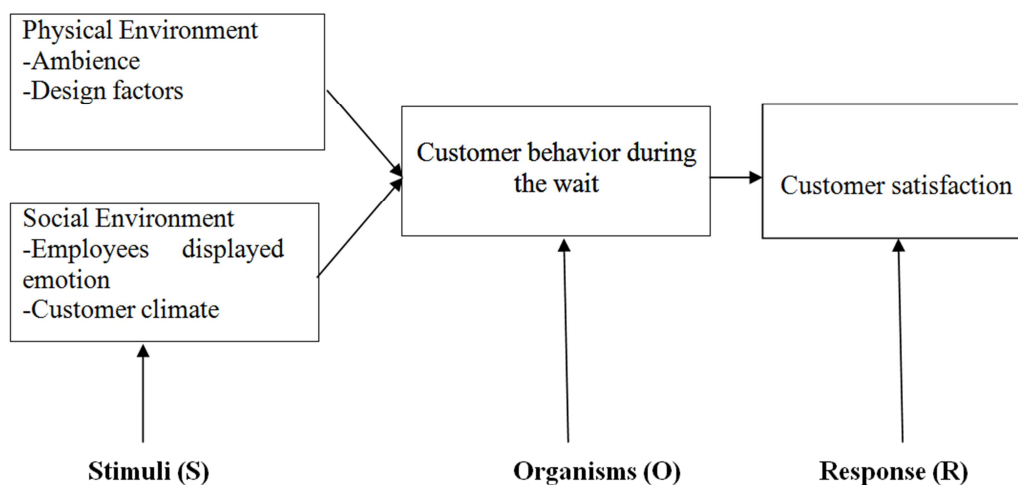 Physical Environment
-Ambience
-Design factors
Social Environment
-Employees displayed
emotion
-Customer climate
Customer behavior during
the wait
Customer satisfaction
Stimuli (S)
Organisms (O)
Response (R)